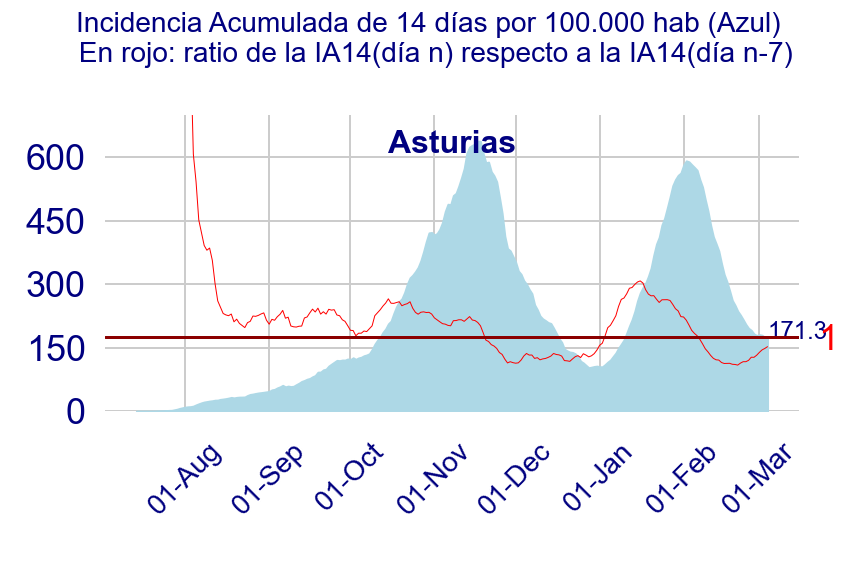 Incidencia Acumulada de 14 días por 100.000 hab (Azul)
En rojo: ratio de la IA14(día n) respecto a la IA14(día n-7)
Asturias
600
450
300
171.3
1
150
0
01-Aug
01-Sep
01-Oct
01-Nov
01-Dec
01-Jan
01-Feb
01-Mar